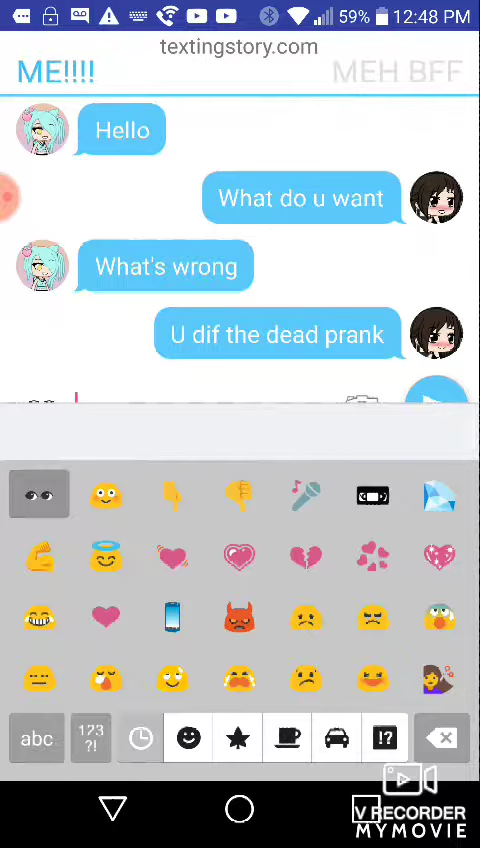 59% 12:48 PM
textingstory.com
ME!!!! MEH BFF
Hello
What do u want
What's wrong
U dif the dead prank
abc 123 ?! !?
V RECORDER
MYMOVIE